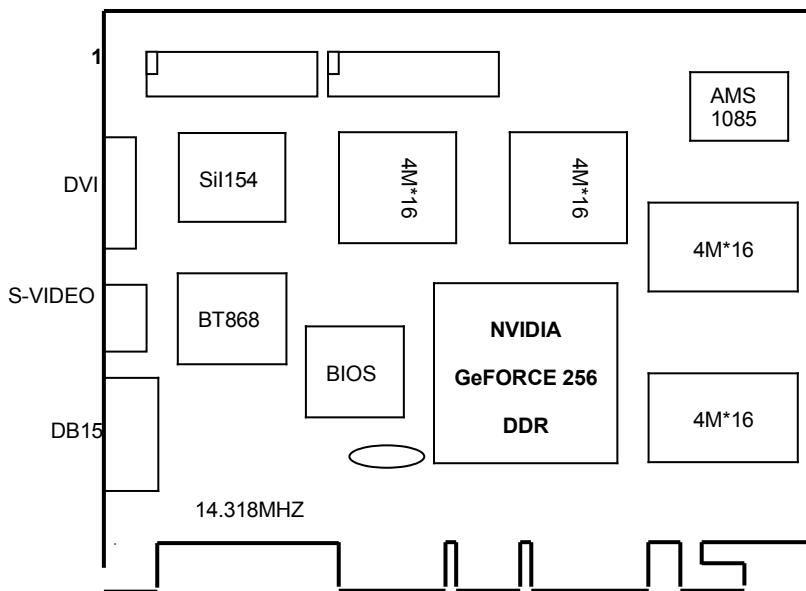 1
AMS
1085
DVI
SiI154
4M*16
4M*16
4M*16
S-VIDEO
BT868
BIOS
NVIDIA
GeFORCE 256
DDR
DB15
4M*16
14.318MHZ